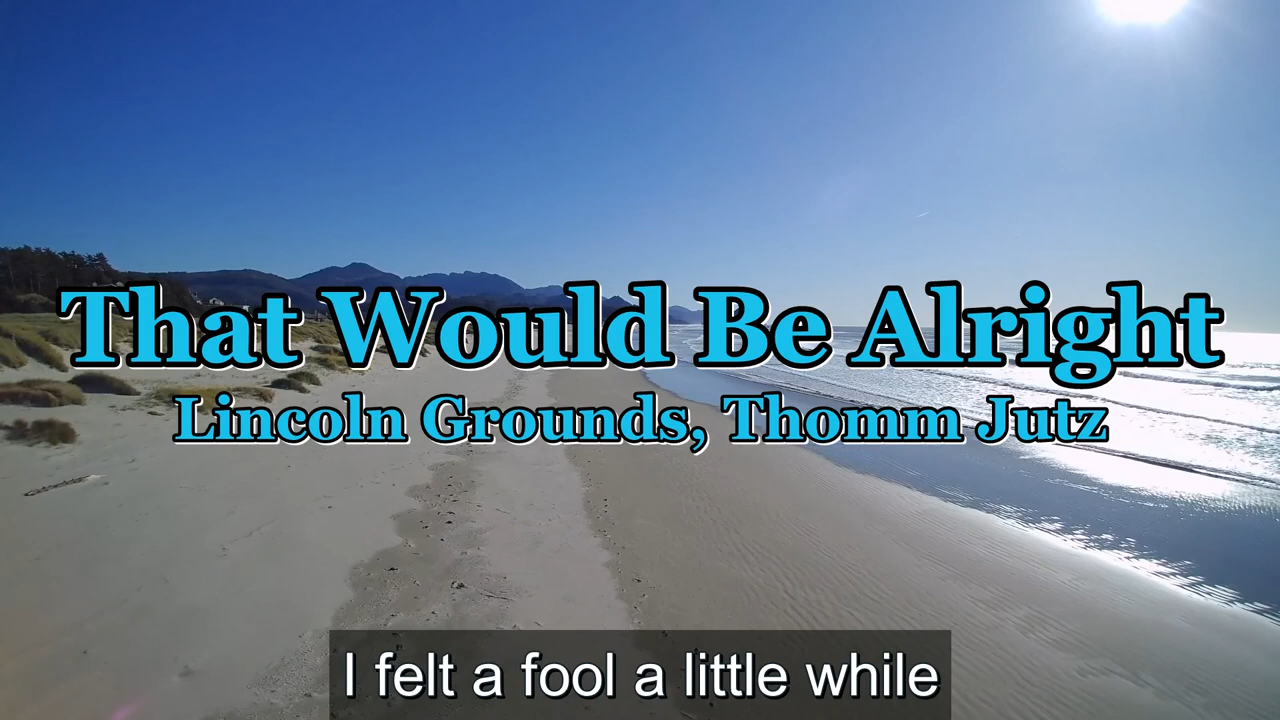 That Would Be Alright
Lincoln Grounds, Thomm Jutz
I felt a fool a little while